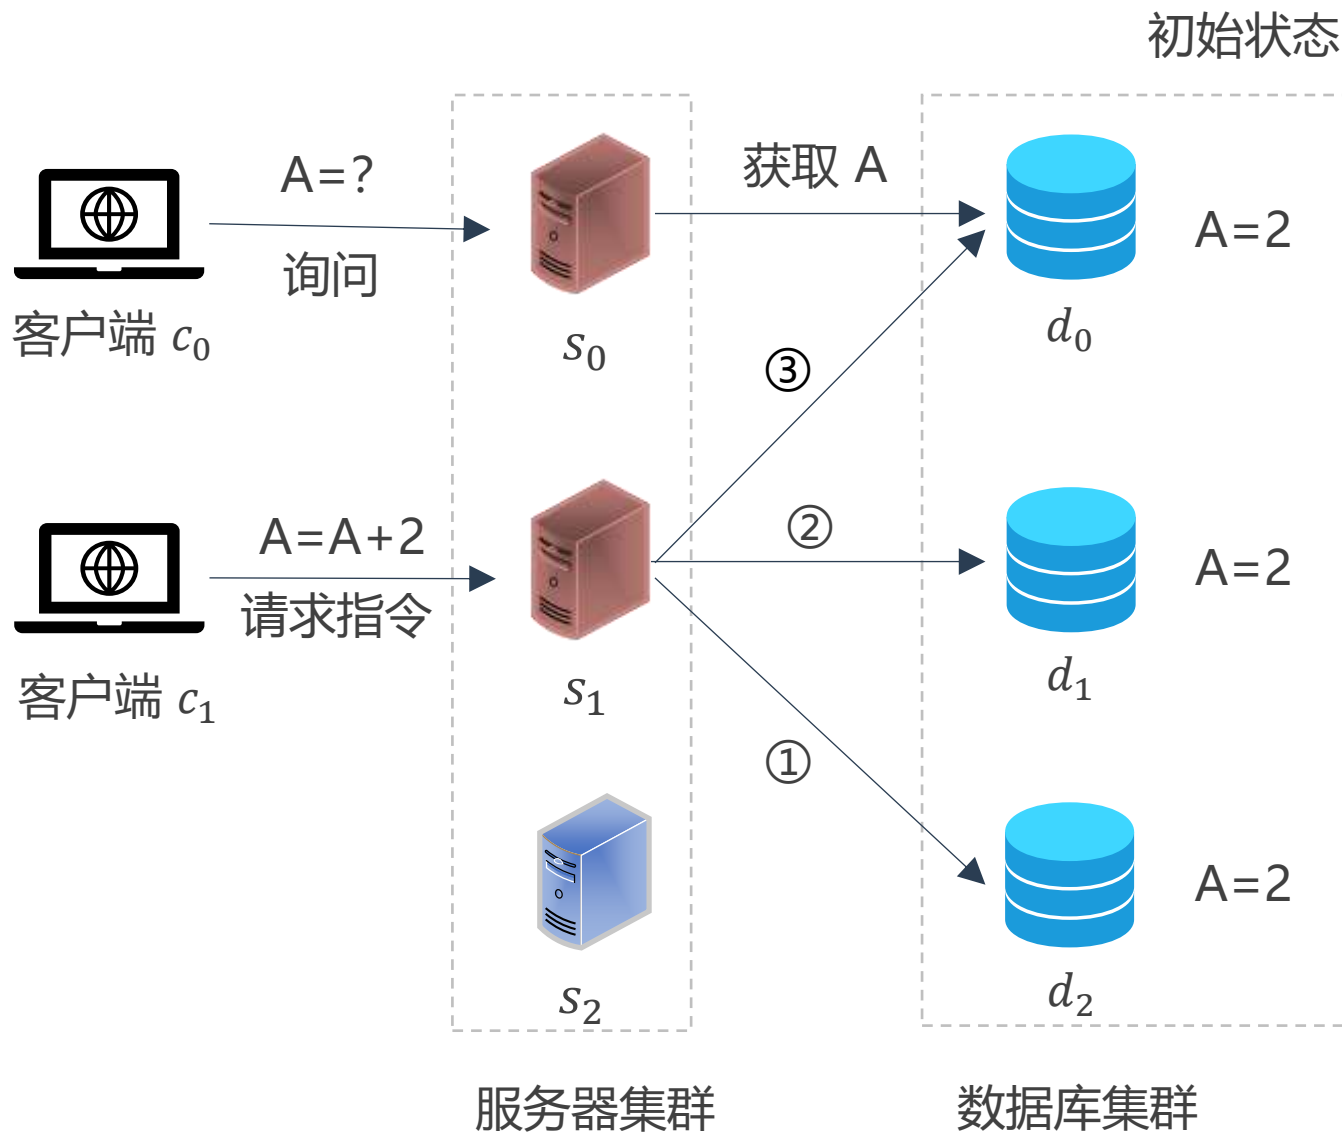 初始状态
A=?
询问
客户端 c₀
s₀
获取 A
A=2
d₀
③
A=A+2
请求指令
客户端 c₁
s₁
②
A=2
d₁
①
s₂
A=2
d₂
服务器集群
数据库集群